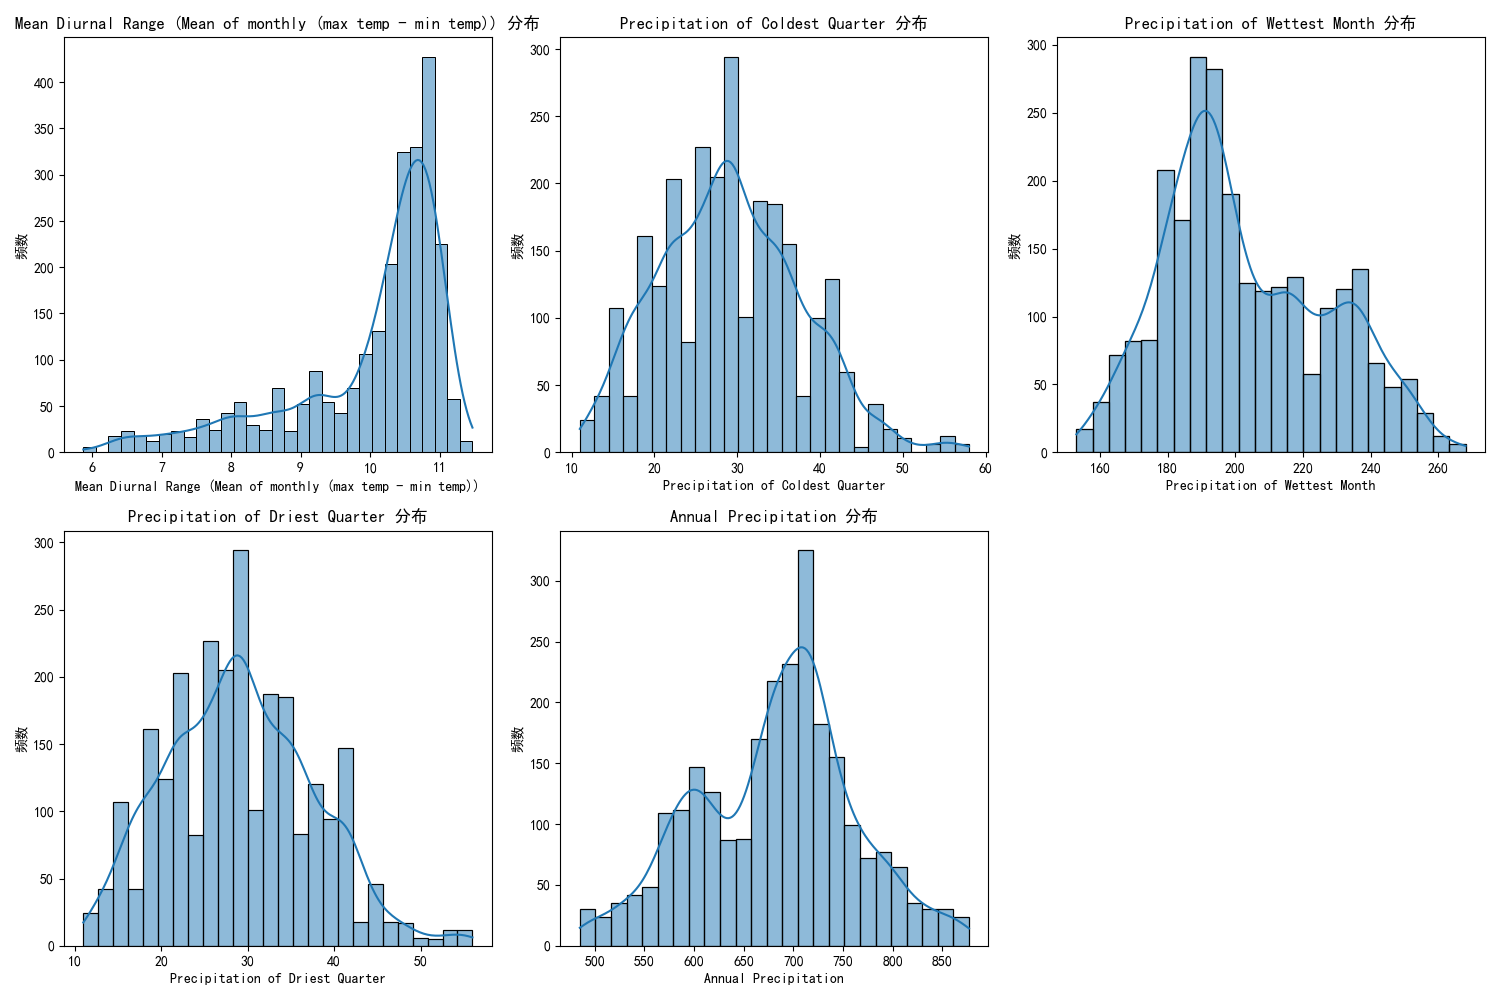 Mean Diurnal Range (Mean of monthly (max temp - min temp)) 分布
频数
400
350
300
250
200
150
100
50
0
6 7 8 9 10 11
Mean Diurnal Range (Mean of monthly (max temp - min temp))
Precipitation of Coldest Quarter 分布
频数
300
250
200
150
100
50
0
10 20 30 40 50 60
Precipitation of Coldest Quarter
Precipitation of Wettest Month 分布
频数
300
250
200
150
100
50
0
160 180 200 220 240 260
Precipitation of Wettest Month
Precipitation of Driest Quarter 分布
频数
300
250
200
150
100
50
0
10 20 30 40 50
Precipitation of Driest Quarter
Annual Precipitation 分布
频数
300
250
200
150
100
50
0
500 550 600 650 700 750 800 850
Annual Precipitation